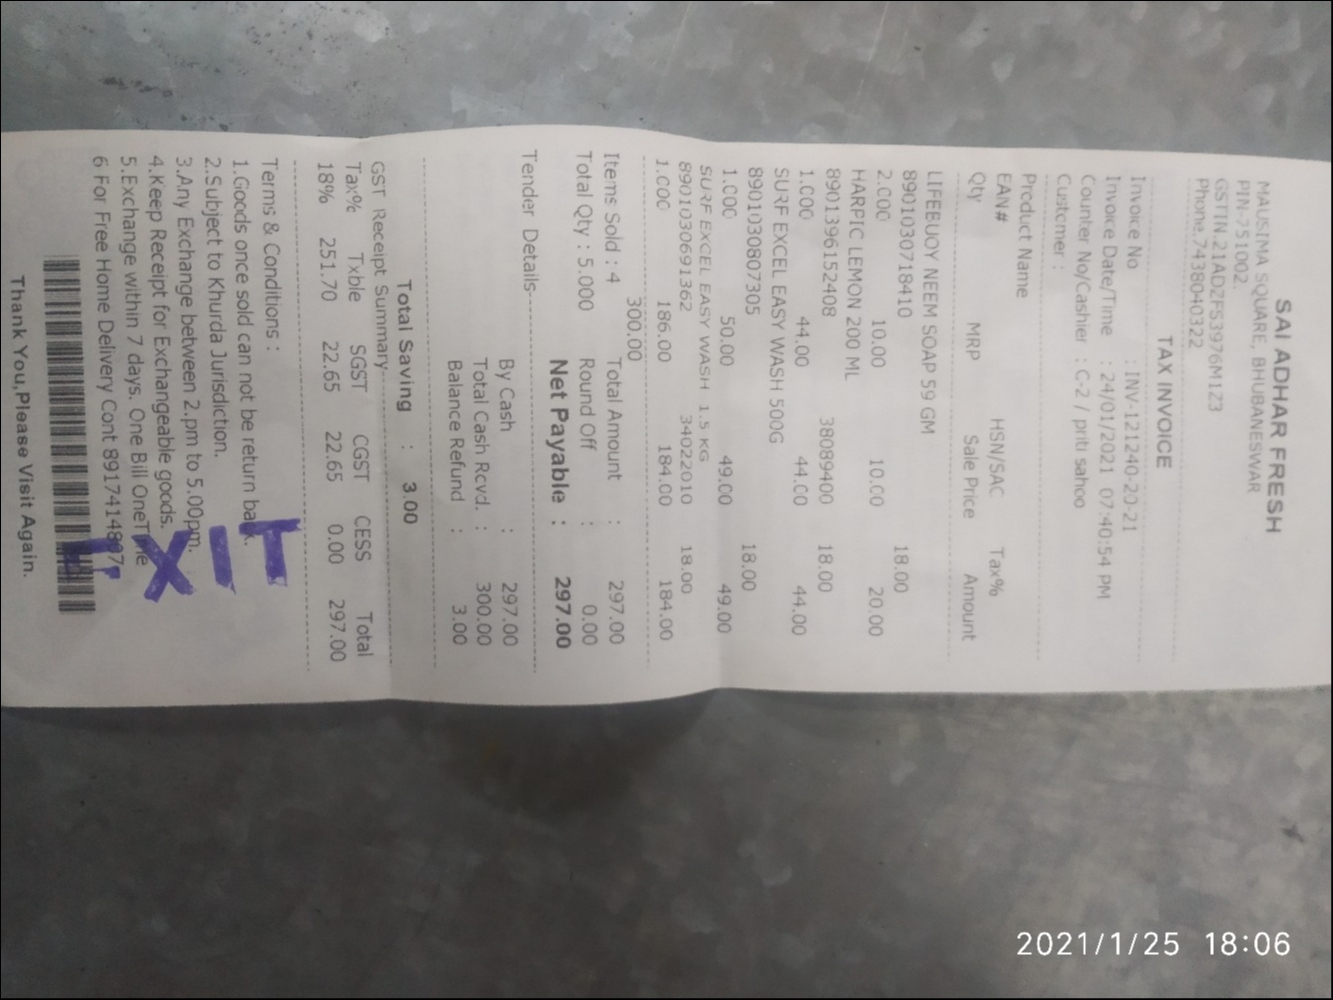 SAI ADHAR FRESH
MAUSIMA SQUARE, BHUBANESWAR
PIN-751002
GSTIN.21ADZFS3976M1Z3
Phone.7438040322
TAX INVOICE
Invoice No : INV-121240-20-21
Invoice Date/Time : 24/01/2021 07:40:54 PM
Counter No/Cashier : C-2 / priti sahoo
Customer :
Product Name
EAN# HSN/SAC Tax%
Qty MRP Sale Price Amount
LIFEBUOY NEEM SOAP 59 GM
8901030718410 18.00
2.000 10.00 10.00 20.00
HARPIC LEMON 200 ML
8901396152408 38089400 18.00
1.000 44.00 44.00 44.00
SURF EXCEL EASY WASH 500G
8901030807305 18.00
1.000 50.00 49.00 49.00
SURF EXCEL EASY WASH 1.5 KG
8901030691362 34022010 18.00
1.000 186.00 184.00 184.00
300.00
Items Sold : 4 Total Amount : 297.00
Total Qty : 5.000 Round Off : 0.00
Net Payable : 297.00
Tender Details
By Cash : 297.00
Total Cash Rcvd. : 300.00
Balance Refund : 3.00
Total Saving : 3.00
GST Receipt Summary
Tax% Txble SGST CGST CESS Total
18% 251.70 22.65 22.65 0.00 297.00
Terms & Conditions :
1.Goods once sold can not be return
2.Subject to Khurda Jurisdiction.
3.Any Exchange between 2.pm to 5.00pm.
4.Keep Receipt for Exchangeable goods.
5.Exchange within 7 days. One Bill
6 For Free Home Delivery Cont
Thank You,Please Visit Again.
2021/1/25 18:06